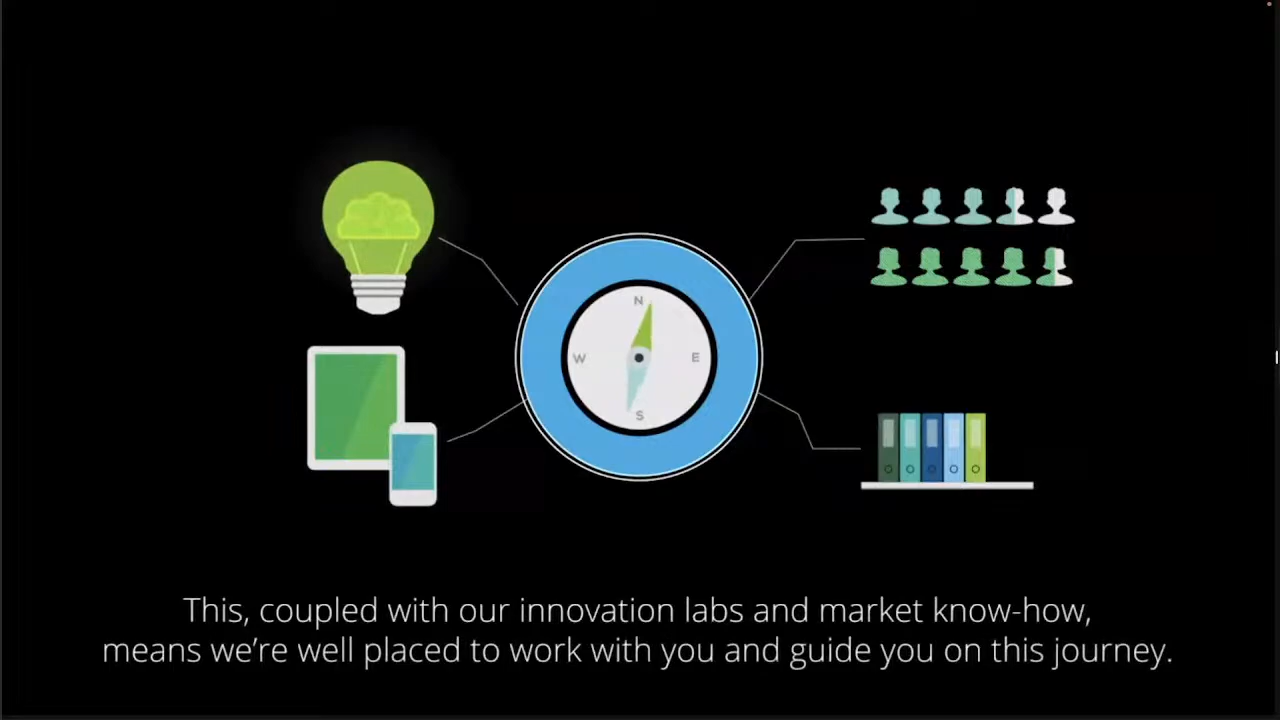 N
W
E
S
This, coupled with our innovation labs and market know-how,
means we’re well placed to work with you and guide you on this journey.